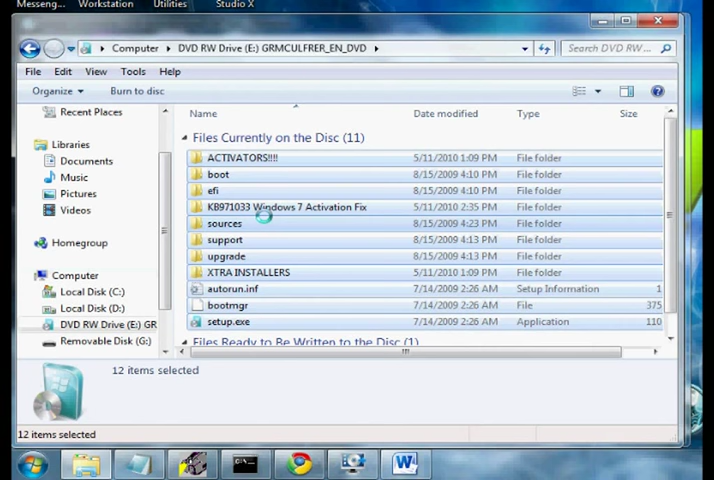 Messeng... Workstation Utilities Studio X
Computer DVD RW Drive (E:) GRMCULFRER_EN_DVD Search DVD RW ...
File Edit View Tools Help
Organize Burn to disc
Recent Places
Libraries
Documents
Music
Pictures
Videos
Homegroup
Computer
Local Disk (C:)
Local Disk (D:)
DVD RW Drive (E:) GR
Removable Disk (G:)
Name Date modified Type Size
Files Currently on the Disc (11)
ACTIVATORS!!!! 5/11/2010 1:09 PM File folder
boot 8/15/2009 4:10 PM File folder
efi 8/15/2009 4:10 PM File folder
KB971033 Windows 7 Activation Fix 5/11/2010 2:35 PM File folder
sources 8/15/2009 4:23 PM File folder
support 8/15/2009 4:13 PM File folder
upgrade 8/15/2009 4:13 PM File folder
XTRA INSTALLERS 5/11/2010 1:09 PM File folder
autorun.inf 7/14/2009 2:26 AM Setup Information 1
bootmgr 7/14/2009 2:26 AM File 375
setup.exe 7/14/2009 2:26 AM Application 110
Files Ready to Be Written to the Disc (1)
12 items selected
12 items selected